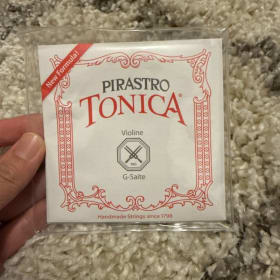 New Formula!
PIRASTRO
TONICA®
Violine
G-Saite
Handmade Strings since 1798